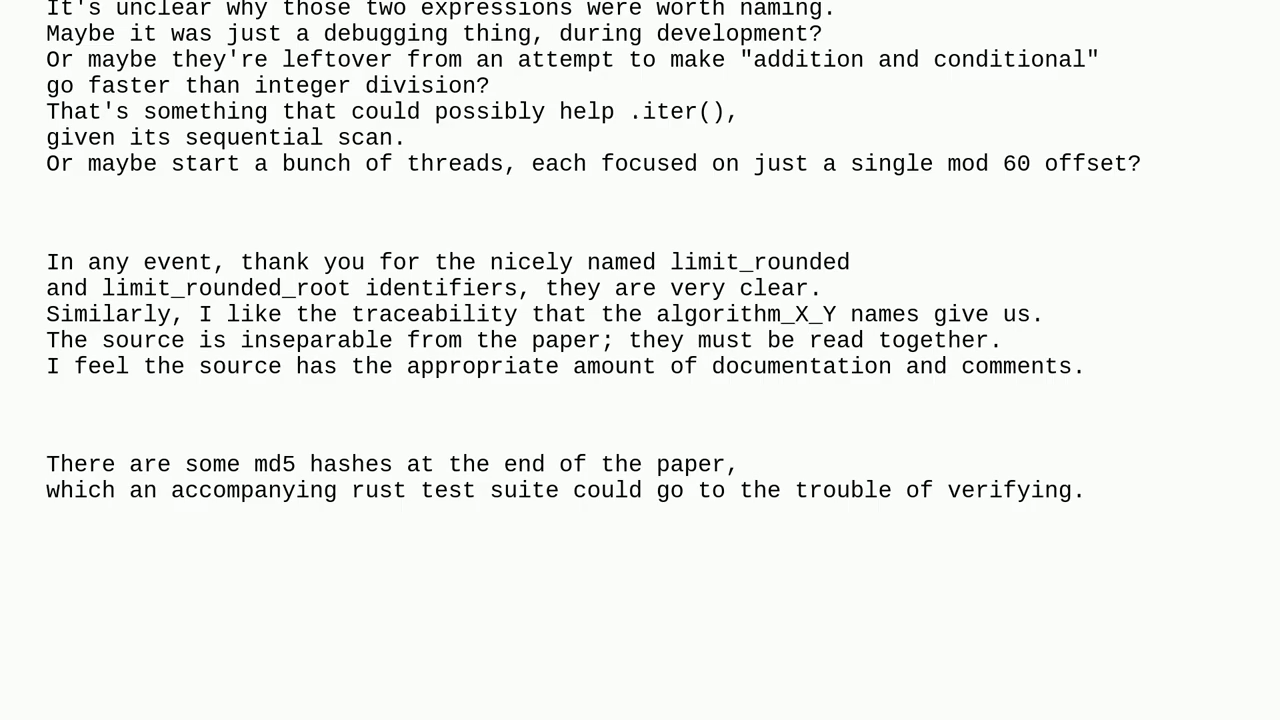 It's unclear why those two expressions were worth naming.
Maybe it was just a debugging thing, during development?
Or maybe they're leftover from an attempt to make "addition and conditional"
go faster than integer division?
That's something that could possibly help .iter(),
given its sequential scan.
Or maybe start a bunch of threads, each focused on just a single mod 60 offset?
In any event, thank you for the nicely named limit_rounded
and limit_rounded_root identifiers, they are very clear.
Similarly, I like the traceability that the algorithm_X_Y names give us.
The source is inseparable from the paper; they must be read together.
I feel the source has the appropriate amount of documentation and comments.
There are some md5 hashes at the end of the paper,
which an accompanying rust test suite could go to the trouble of verifying.